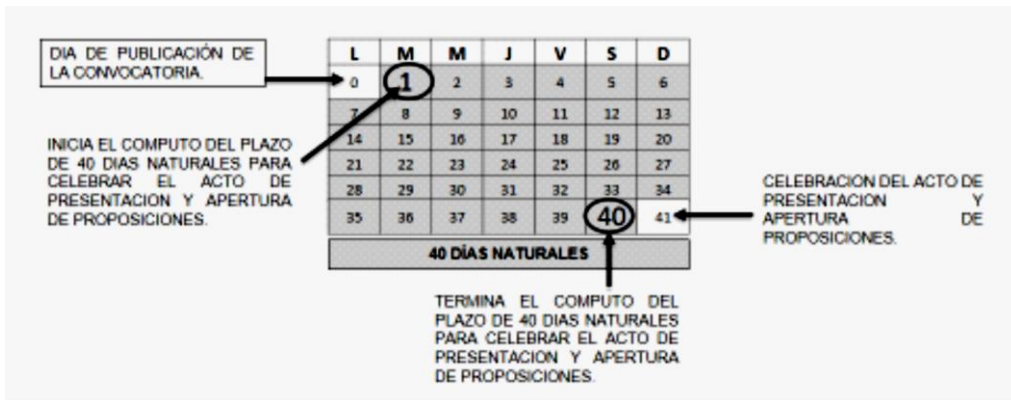 DIA DE PUBLICACIÓN DE
LA CONVOCATORIA.
L M M J V S D
0 1 2 3 4 5 6
7 8 9 10 11 12 13
14 15 16 17 18 19 20
21 22 23 24 25 26 27
28 29 30 31 32 33 34
35 36 37 38 39 40 41
40 DÍAS NATURALES
INICIA EL COMPUTO DEL PLAZO
DE 40 DIAS NATURALES PARA
CELEBRAR EL ACTO DE
PRESENTACION Y APERTURA
DE PROPOSICIONES.
CELEBRACION DEL ACTO DE
PRESENTACION Y
APERTURA DE
PROPOSICIONES.
TERMINA EL COMPUTO DEL
PLAZO DE 40 DIAS NATURALES
PARA CELEBRAR EL ACTO DE
PRESENTACION Y APERTURA
DE PROPOSICIONES.